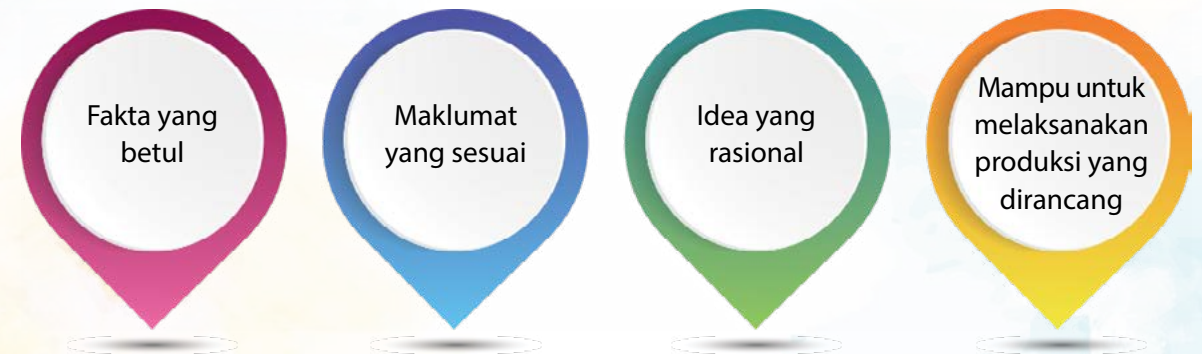 Fakta yang
betul
Maklumat
yang sesuai
Idea yang
rasional
Mampu untuk
melaksanakan
produksi yang
dirancang